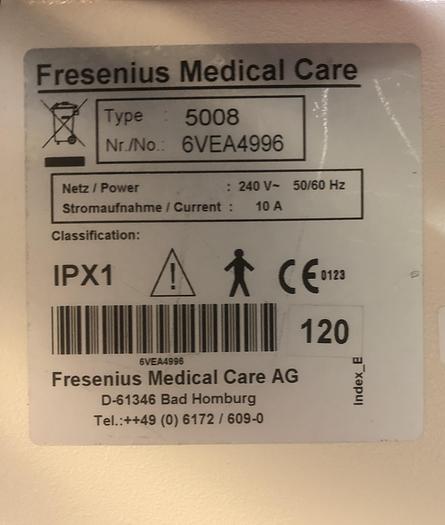 Fresenius Medical Care
Type : 5008
Nr./No.: 6VEA4996
Netz / Power : 240 V~ 50/60 Hz
Stromaufnahme / Current : 10 A
Classification:
IPX1 ! CE 0123
120
6VEA4996
Index_E
Fresenius Medical Care AG
D-61346 Bad Homburg
Tel.:++49 (0) 6172 / 609-0